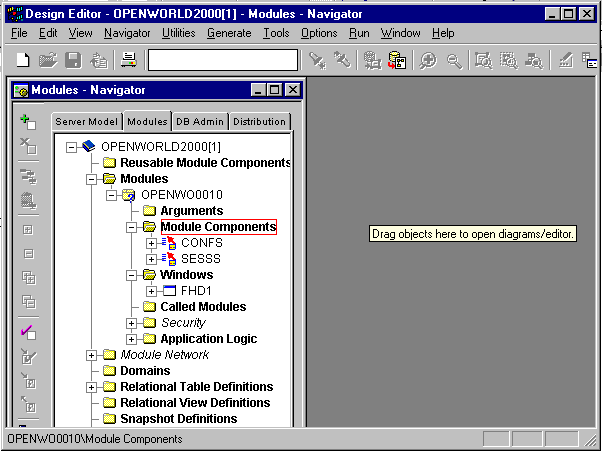 Design Editor - OPENWORLD2000[1] - Modules - Navigator
File Edit View Navigator Utilities Generate Tools Options Run Window Help
Modules - Navigator
Server Model Modules DB Admin Distribution
OPENWORLD2000[1]
Reusable Module Components
Modules
OPENWO0010
Arguments
Module Components
CONFS
SESSS
Windows
FHD1
Called Modules
Security
Application Logic
Module Network
Domains
Relational Table Definitions
Relational View Definitions
Snapshot Definitions
Drag objects here to open diagrams/editor.
OPENWO0010\Module Components